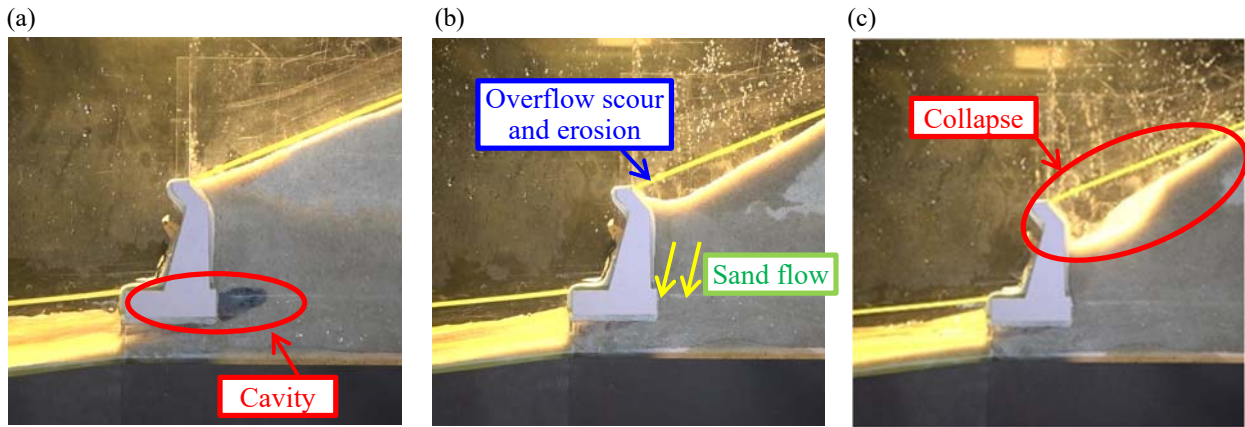 (a)
(b)
(c)
Overflow scour
and erosion
Collapse
Sand flow
Cavity